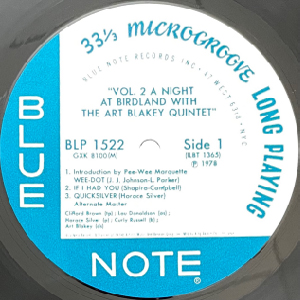 33⅓ MICROGROOVE LONG PLAYING
BLUE NOTE RECORDS INC • 47 WEST 63rd • NYC
"VOL. 2 A NIGHT
AT BIRDLAND WITH
THE ART BLAKEY QUINTET"
BLP 1522 Side 1
GXK 8100(M) (LBT 1365)
Ⓟ 1978
1. Introduction by Pee-Wee Marquette
WEE-DOT (J. J. Johnson-L. Parker)
2. IF I HAD YOU (Shapiro-Campbell)
3. QUICKSILVER (Horace Silver)
Alternate Master
Clifford Brown (tp) Lou Donaldson (as)
Horace Silver (p) Curly Russell (b)
Art Blakey (ds)
BLUE
NOTE ®